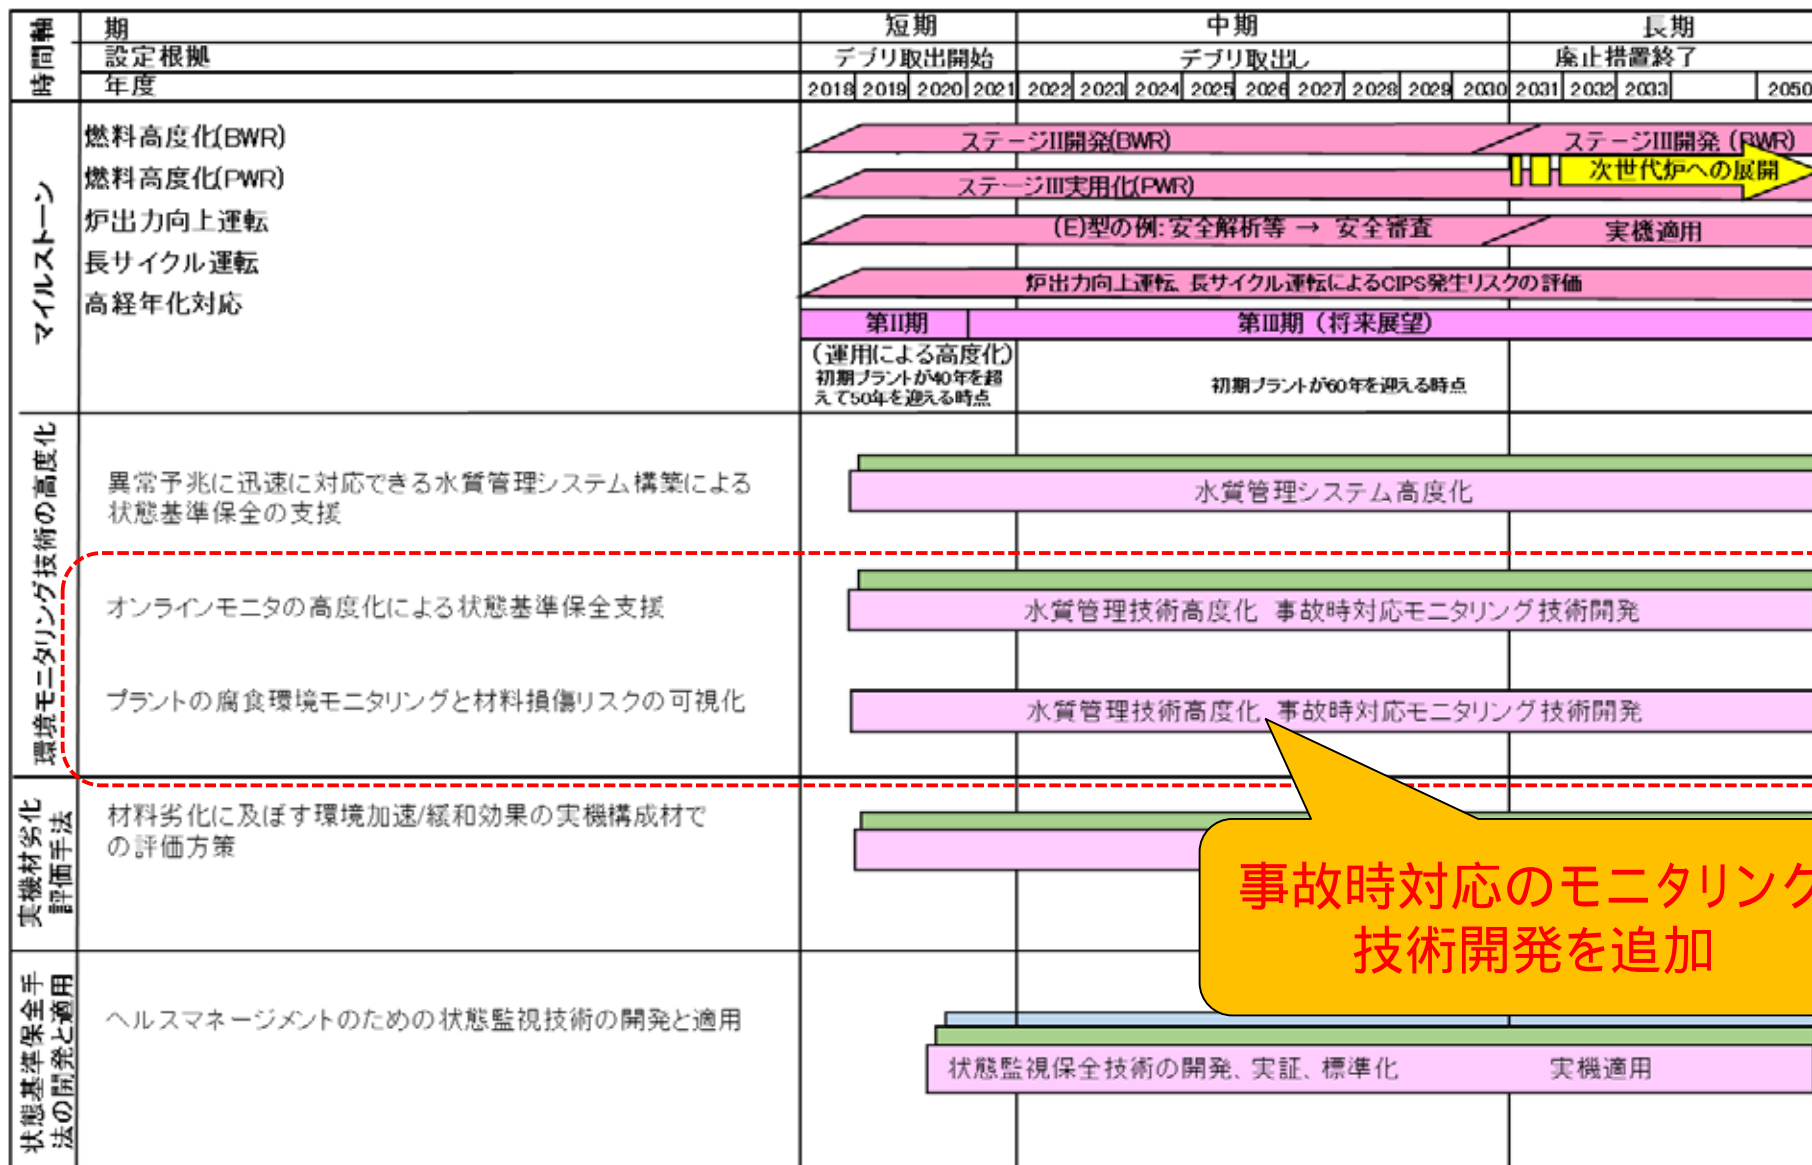 時間軸
期
短期
中期
長期
設定根拠
デブリ取出開始
デブリ取出し
廃止措置終了
年度
2018 2019 2020 2021 2022 2023 2024 2025 2026 2027 2028 2029 2030 2031 2032 2033 2050
マイルストーン
燃料高度化(BWR)
ステージII開発(BWR)
ステージIII開発 (BWR)
次世代炉への展開
燃料高度化(PWR)
ステージIII実用化(PWR)
炉出力向上運転
(E)型の例:安全解析等 → 安全審査
実機適用
長サイクル運転
炉出力向上運転、長サイクル運転によるCIPS発生リスクの評価
高経年化対応
第II期
第III期（将来展望）
(運用による高度化)
初期プラントが40年を超
えて50年を迎える時点
初期プラントが60年を迎える時点
環境モニタリング技術の高度化
異常予兆に迅速に対応できる水質管理システム構築による
状態基準保全の支援
水質管理システム高度化
オンラインモニタの高度化による状態基準保全支援
水質管理技術高度化 事故時対応モニタリング技術開発
プラントの腐食環境モニタリングと材料損傷リスクの可視化
水質管理技術高度化、事故時対応モニタリング技術開発
実機材劣化
評価手法
材料劣化に及ぼす環境加速/緩和効果の実機構成材で
の評価方策
事故時対応のモニタリング
技術開発を追加
状態基準保全手
法の開発と適用
ヘルスマネージメントのための状態監視技術の開発と適用
状態監視保全技術の開発、実証、標準化
実機適用